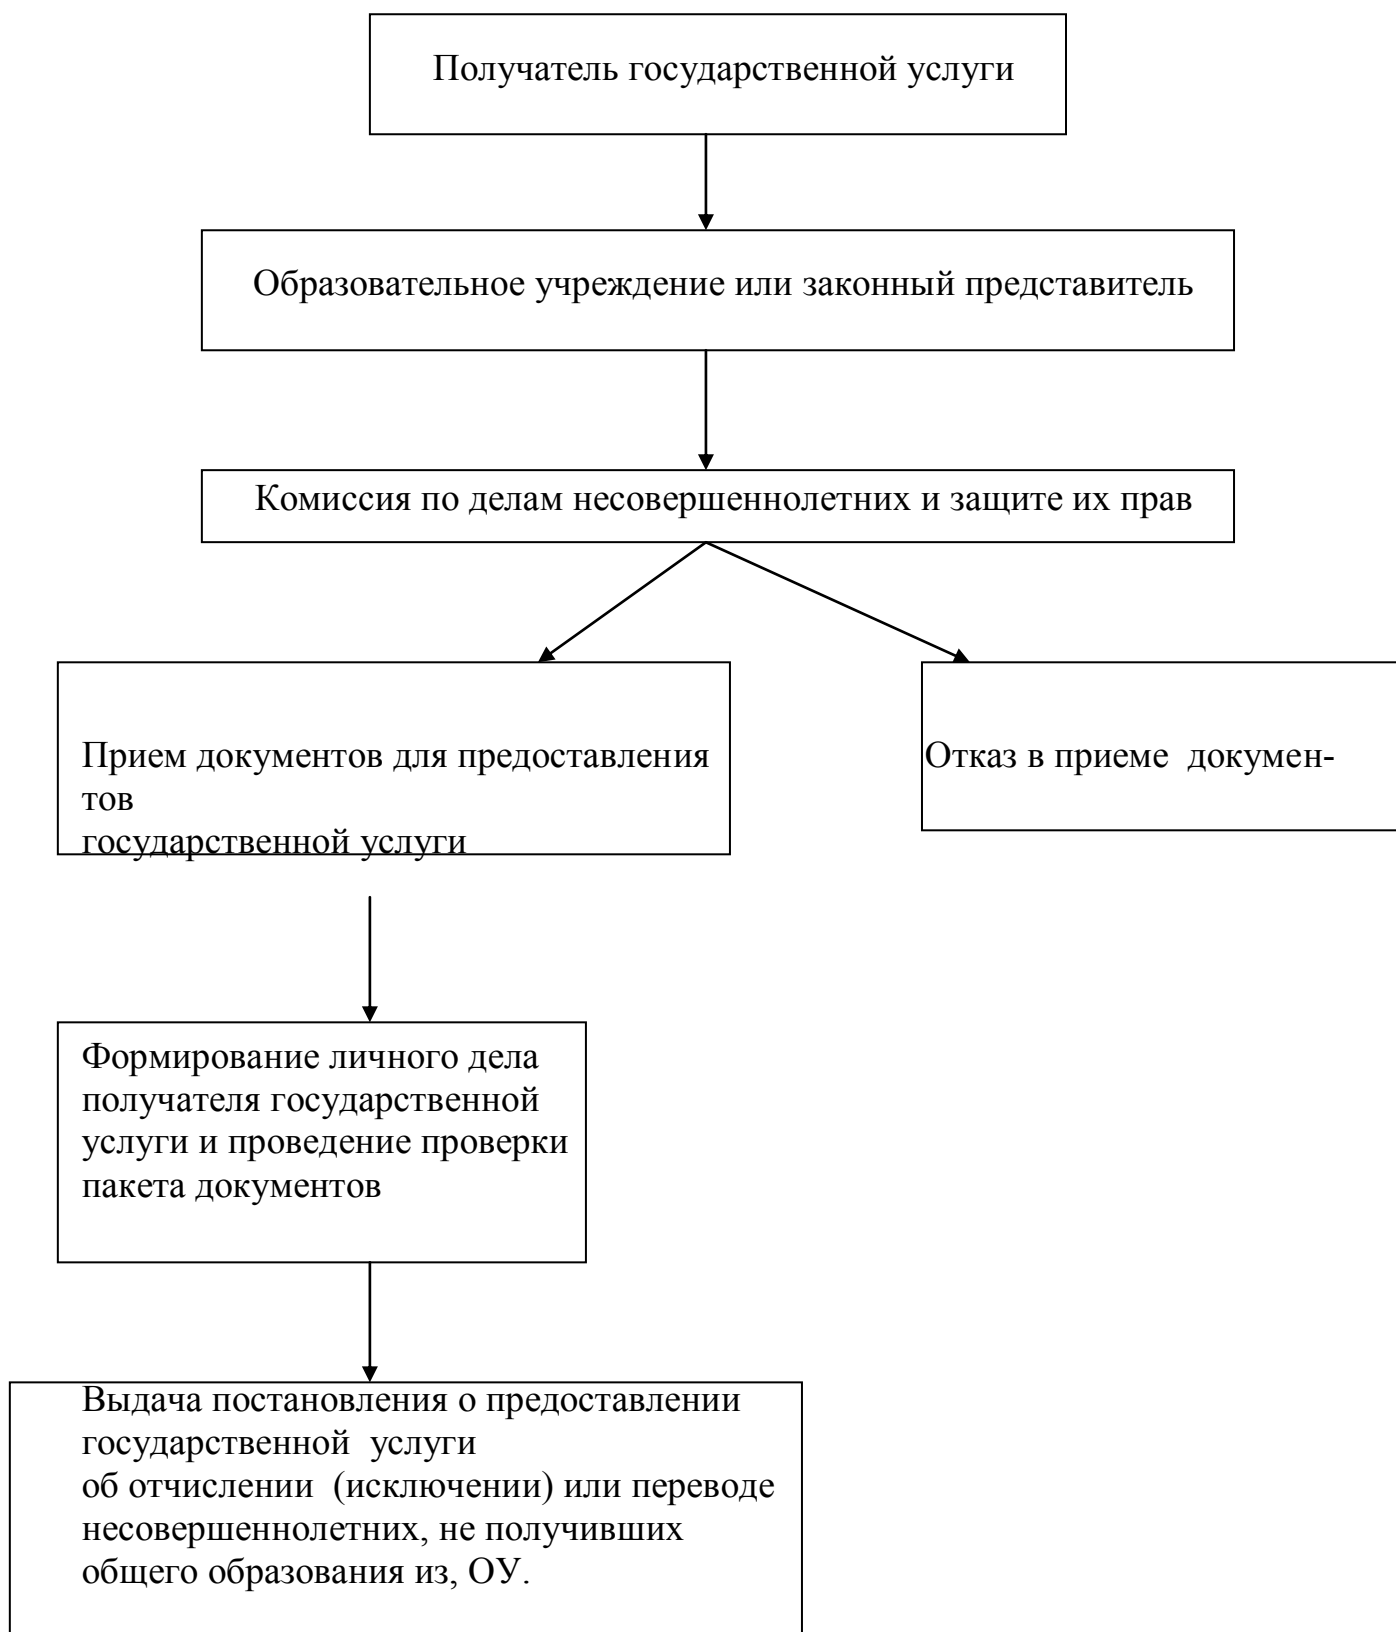 Получатель государственной услуги
Образовательное учреждение или законный представитель
Комиссия по делам несовершеннолетних и защите их прав
Прием документов для предоставления Отказ в приеме  докумен-
тов
государственной услуги
Формирование личного дела
получателя государственной
услуги и проведение проверки
пакета документов
Выдача постановления о предоставлении
государственной  услуги
об отчислении  (исключении) или переводе
несовершеннолетних, не получивших
общего образования из, ОУ.